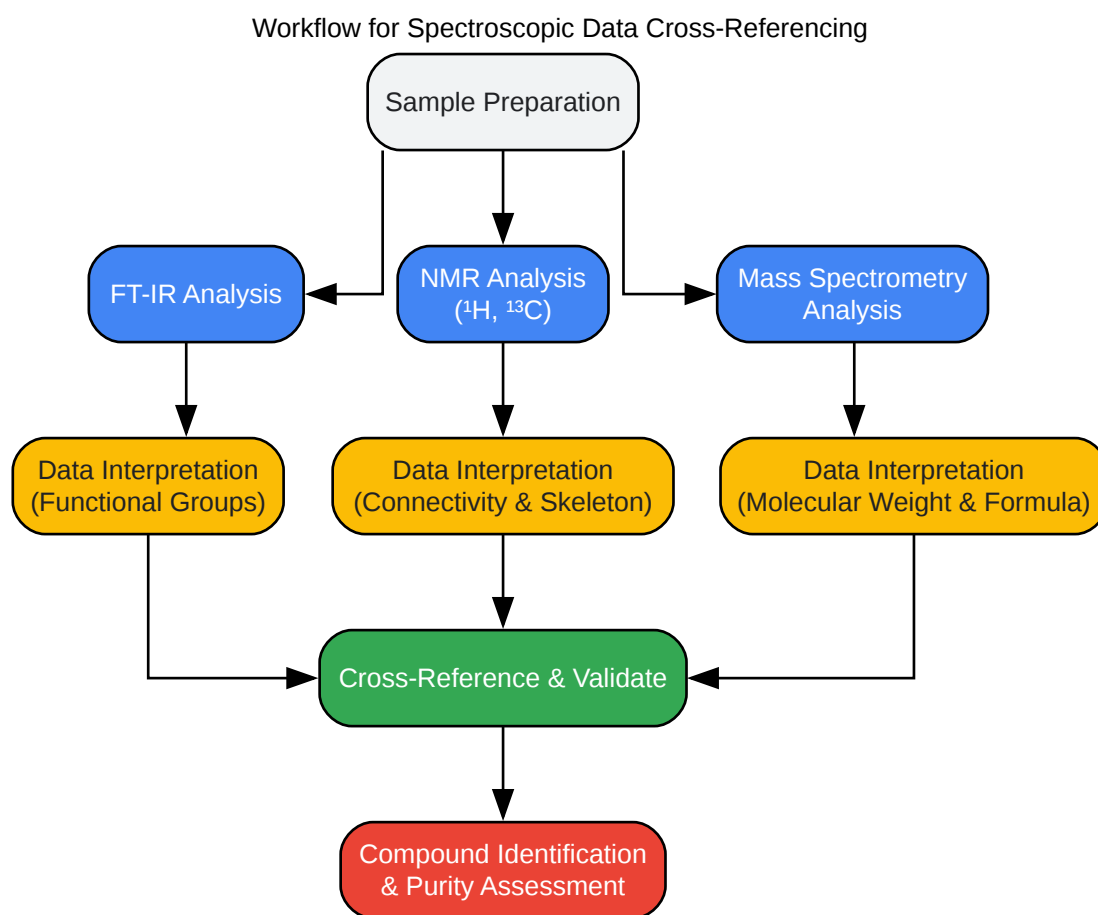 Workflow for Spectroscopic Data Cross-Referencing
Sample Preparation
FT-IR Analysis
NMR Analysis
(¹H, ¹³C)
Mass Spectrometry
Analysis
Data Interpretation
(Functional Groups)
Data Interpretation
(Connectivity & Skeleton)
Data Interpretation
(Molecular Weight & Formula)
Cross-Reference & Validate
Compound Identification
& Purity Assessment